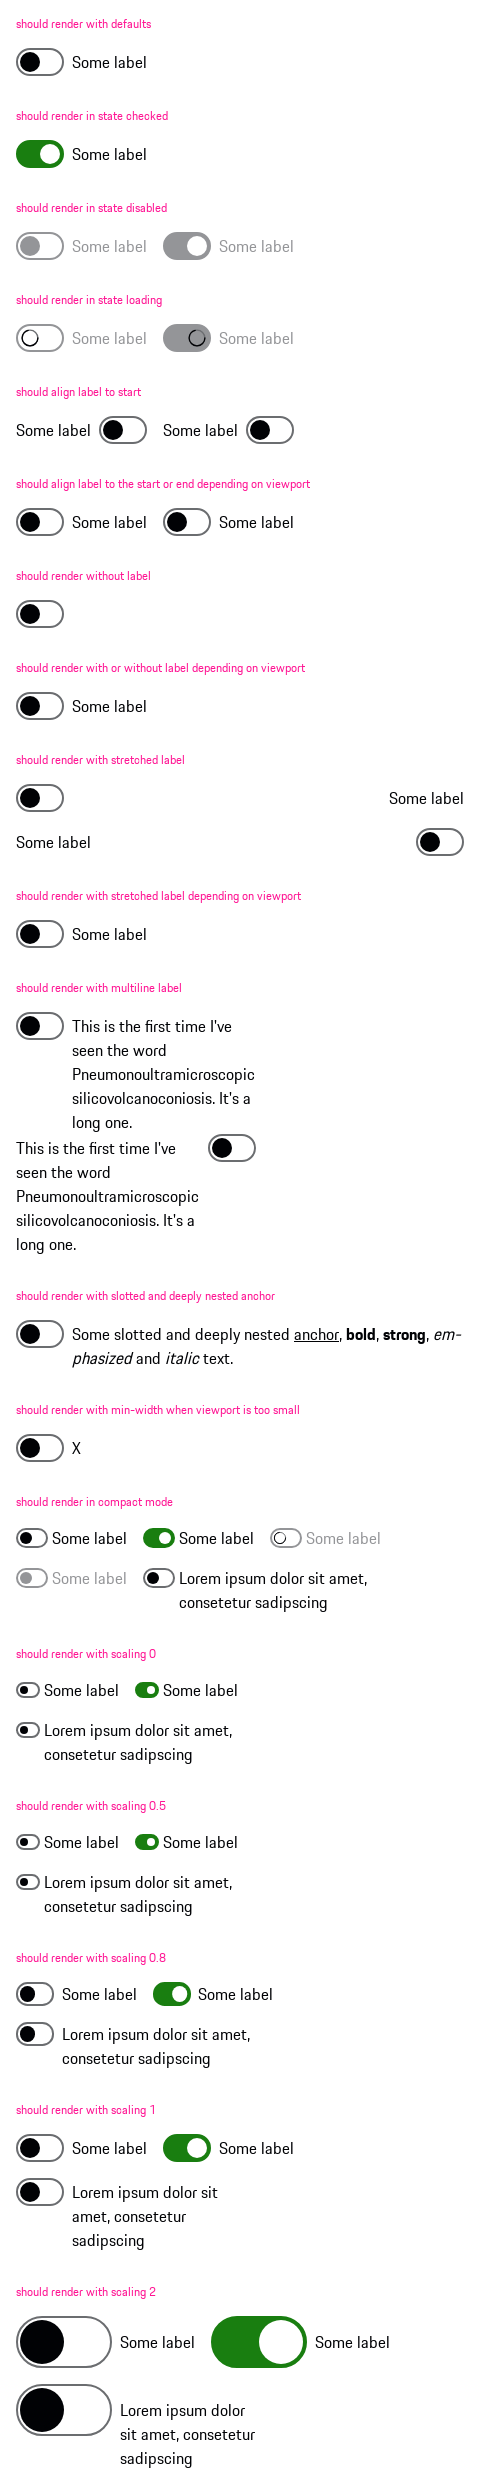 should render with defaults
Some label
should render in state checked
Some label
should render in state disabled
Some label Some label
should render in state loading
Some label Some label
should align label to start
Some label Some label
should align label to the start or end depending on viewport
Some label Some label
should render without label
should render with or without label depending on viewport
Some label
should render with stretched label
Some label
Some label
should render with stretched label depending on viewport
Some label
should render with multiline label
This is the first time I've
seen the word
Pneumonoultramicroscopic
silicovolcanoconiosis. It's a
long one.
This is the first time I've
seen the word
Pneumonoultramicroscopic
silicovolcanoconiosis. It's a
long one.
should render with slotted and deeply nested anchor
Some slotted and deeply nested anchor, bold, strong, em-
phasized and italic text.
should render with min-width when viewport is too small
X
should render in compact mode
Some label Some label Some label
Some label Lorem ipsum dolor sit amet,
consetetur sadipscing
should render with scaling 0
Some label Some label
Lorem ipsum dolor sit amet,
consetetur sadipscing
should render with scaling 0.5
Some label Some label
Lorem ipsum dolor sit amet,
consetetur sadipscing
should render with scaling 0.8
Some label Some label
Lorem ipsum dolor sit amet,
consetetur sadipscing
should render with scaling 1
Some label Some label
Lorem ipsum dolor sit
amet, consetetur
sadipscing
should render with scaling 2
Some label Some label
Lorem ipsum dolor
sit amet, consetetur
sadipscing